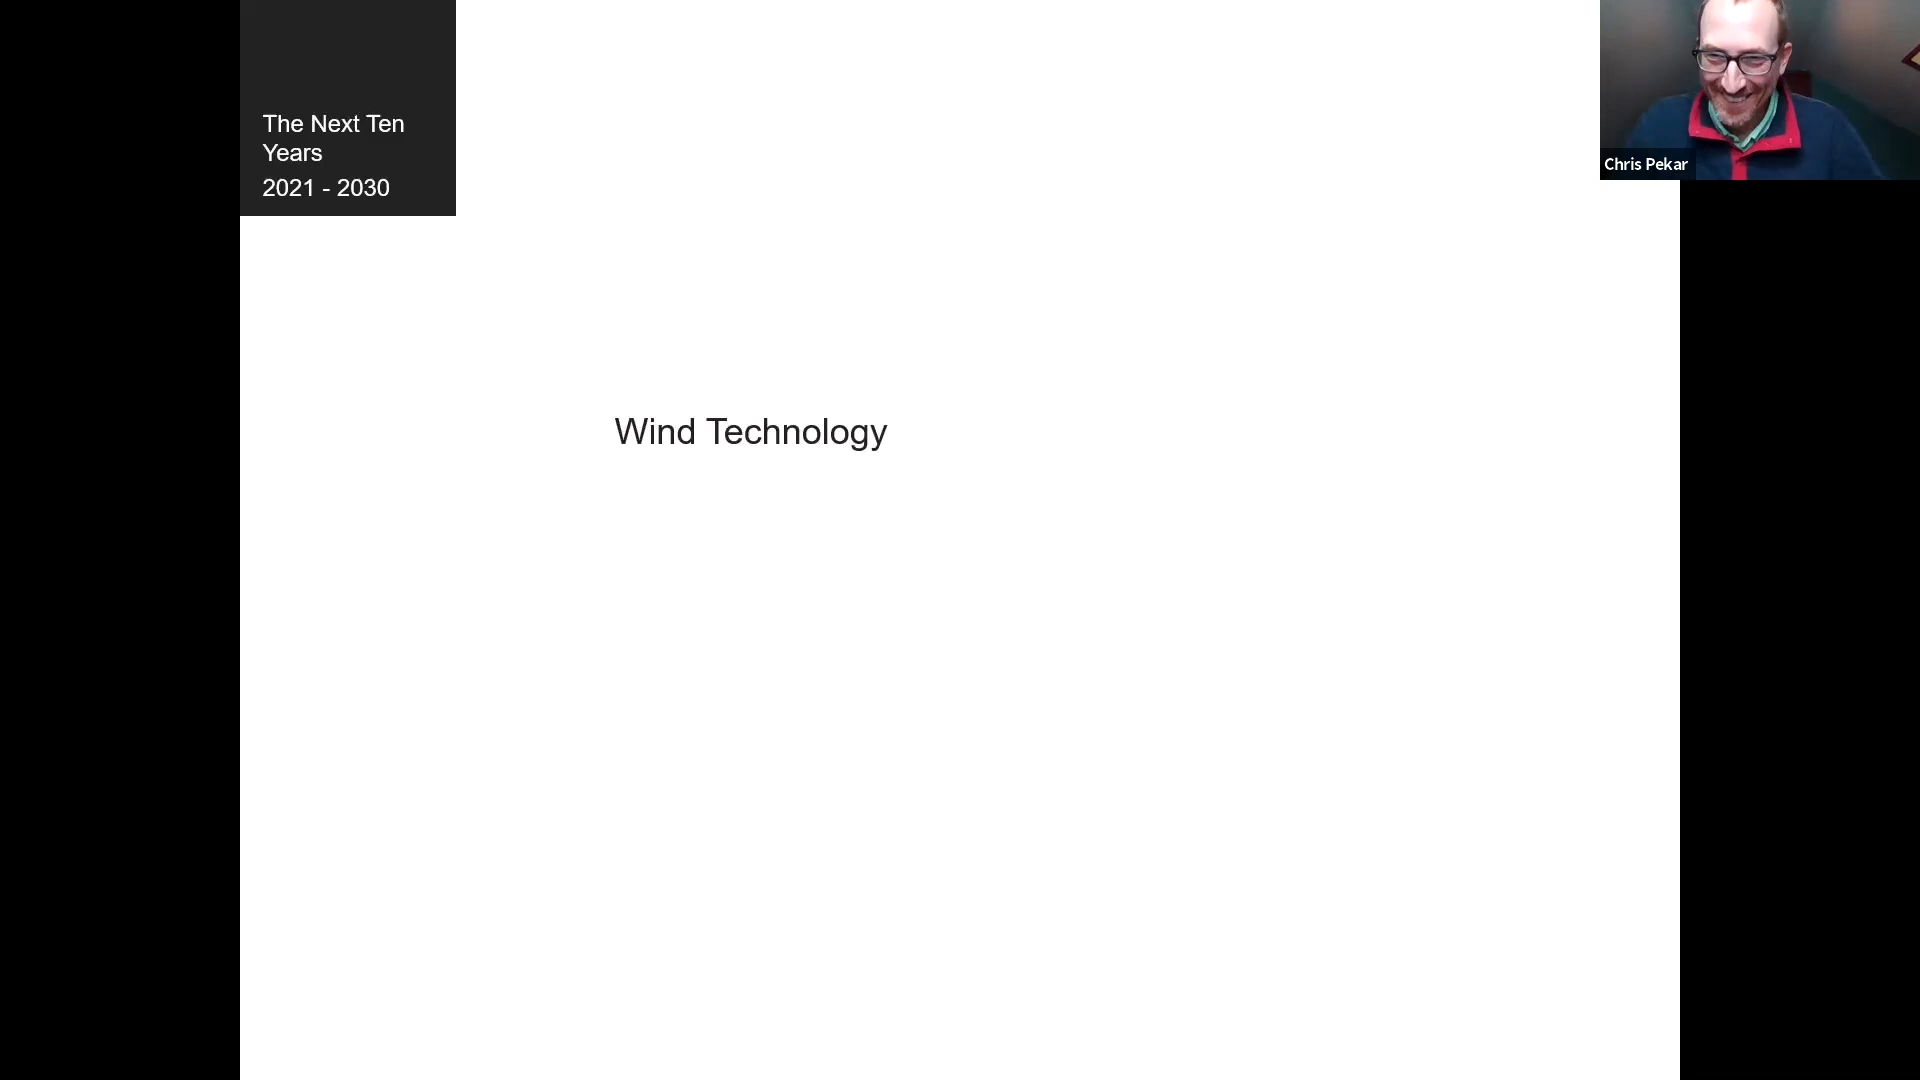 The Next Ten
Years
2021 - 2030
Chris Pekar
Wind Technology